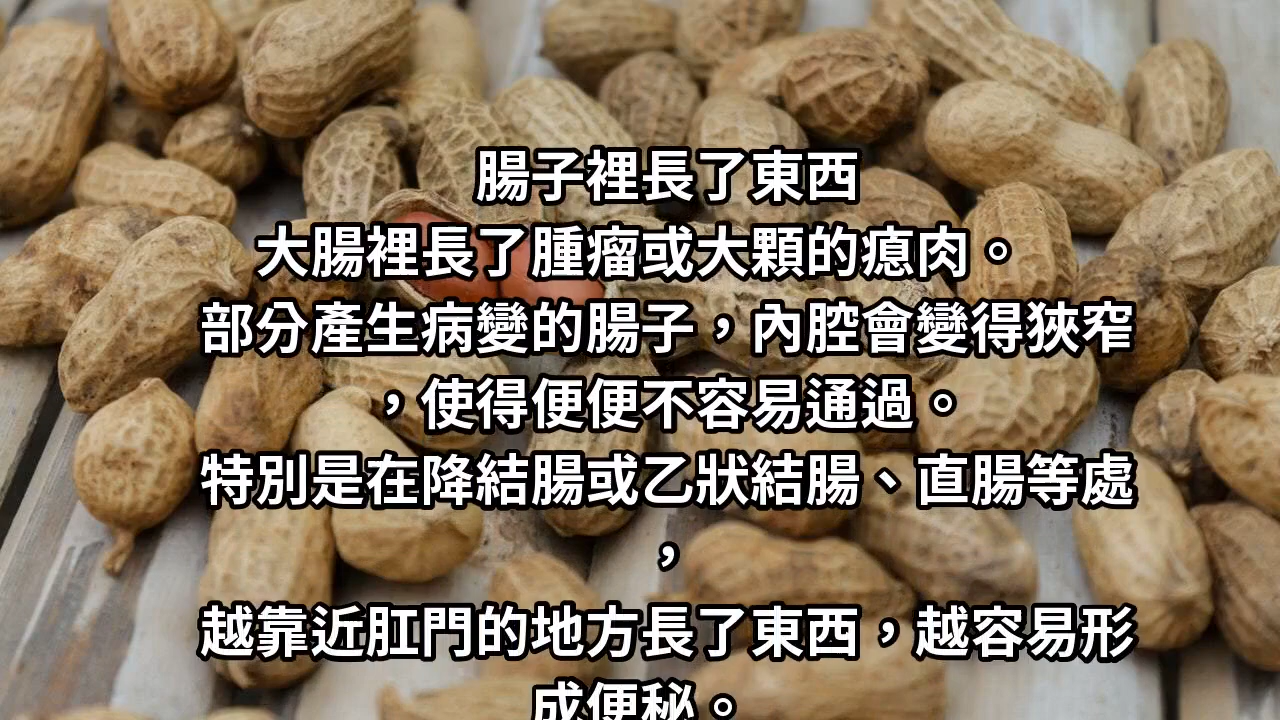 腸子裡長了東西
大腸裡長了腫瘤或大顆的瘜肉。
部分產生病變的腸子，內腔會變得狹窄
，使得便便不容易通過。
特別是在降結腸或乙狀結腸、直腸等處
，
越靠近肛門的地方長了東西，越容易形
成便秘。